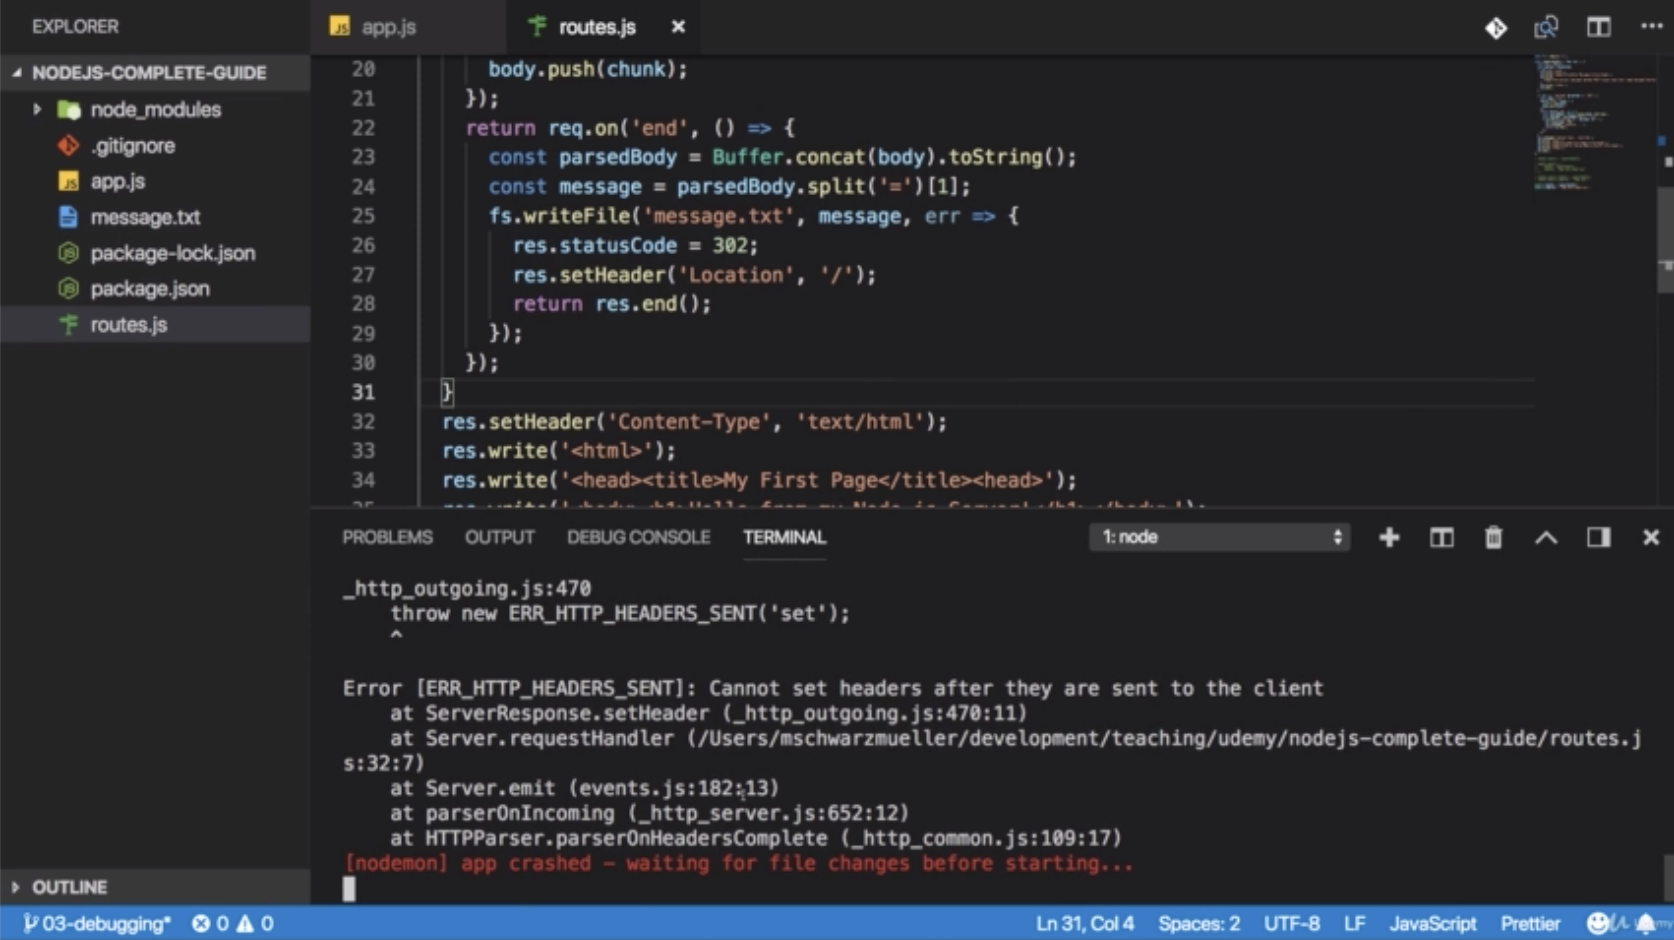 EXPLORER
NODEJS-COMPLETE-GUIDE
node_modules
.gitignore
app.js
message.txt
package-lock.json
package.json
routes.js
OUTLINE
app.js
routes.js
20 body.push(chunk);
21 });
22 return req.on('end', () => {
23 const parsedBody = Buffer.concat(body).toString();
24 const message = parsedBody.split('=')[1];
25 fs.writeFile('message.txt', message, err => {
26 res.statusCode = 302;
27 res.setHeader('Location', '/');
28 return res.end();
29 });
30 });
31 }
32 res.setHeader('Content-Type', 'text/html');
33 res.write('<html>');
34 res.write('<head><title>My First Page</title><head>');
PROBLEMS OUTPUT DEBUG CONSOLE TERMINAL 1: node
_http_outgoing.js:470
throw new ERR_HTTP_HEADERS_SENT('set');
^
Error [ERR_HTTP_HEADERS_SENT]: Cannot set headers after they are sent to the client
at ServerResponse.setHeader (_http_outgoing.js:470:11)
at Server.requestHandler (/Users/mschwarzmueller/development/teaching/udemy/nodejs-complete-guide/routes.j
s:32:7)
at Server.emit (events.js:182:13)
at parserOnIncoming (_http_server.js:652:12)
at HTTPParser.parserOnHeadersComplete (_http_common.js:109:17)
[nodemon] app crashed - waiting for file changes before starting...
03-debugging* 0 0 Ln 31, Col 4 Spaces: 2 UTF-8 LF JavaScript Prettier